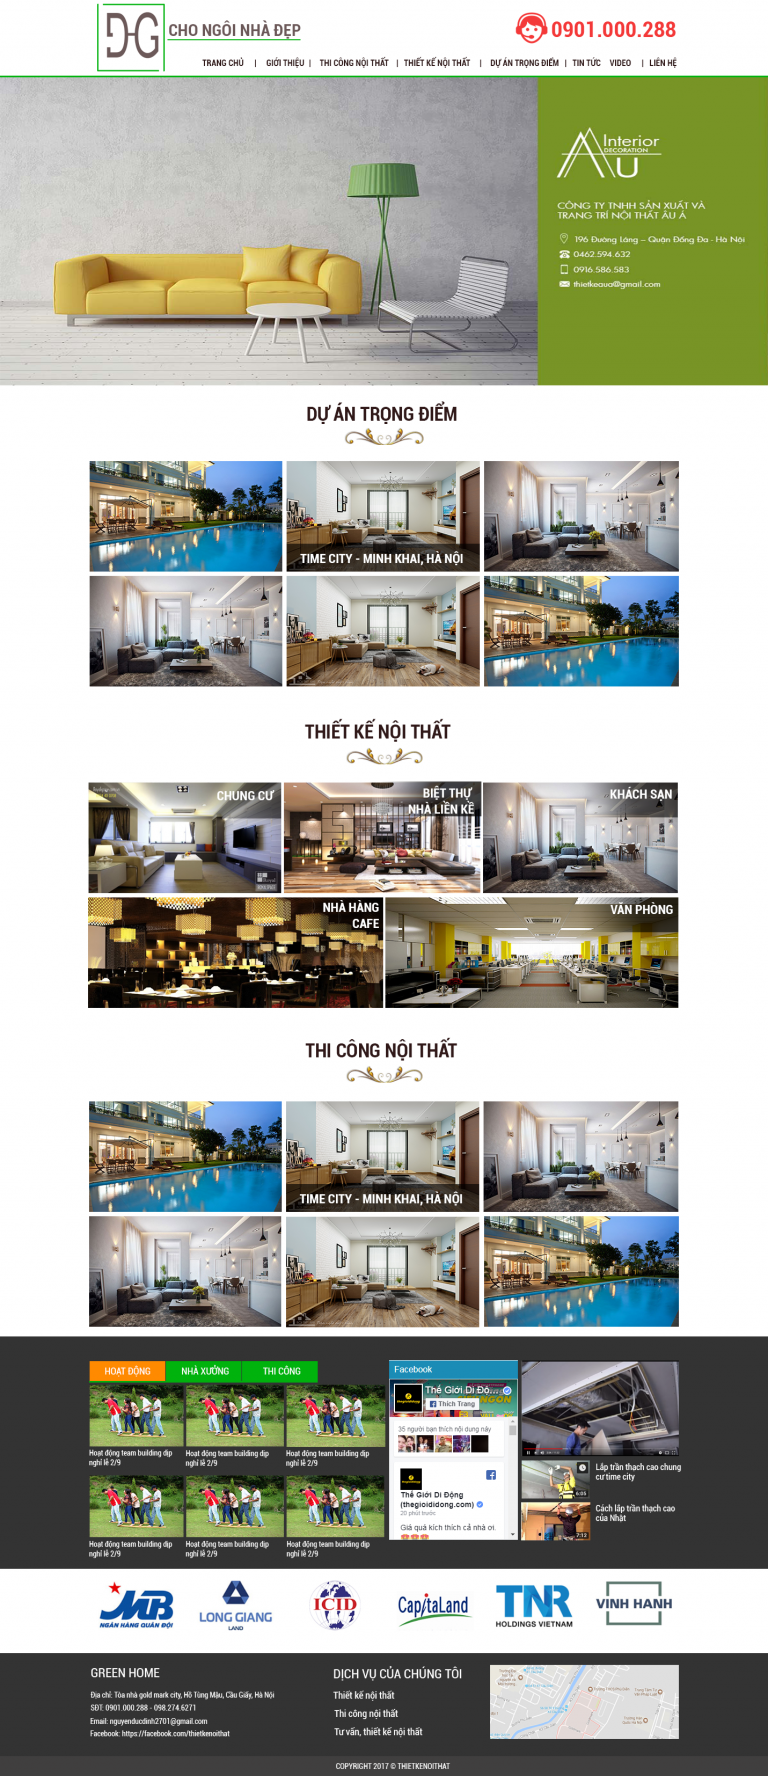 DHG
CHO NGÔI NHÀ ĐẸP
0901.000.288
TRANG CHỦ | GIỚI THIỆU | THI CÔNG NỘI THẤT | THIẾT KẾ NỘI THẤT | DỰ ÁN TRỌNG ĐIỂM | TIN TỨC VIDEO | LIÊN HỆ
Interior
DECORATION
AU
CÔNG TY TNHH SẢN XUẤT VÀ
TRANG TRÍ NỘI THẤT ÂU Á
196 Đường Láng – Quận Đống Đa - Hà Nội
0462.594.632
0916.586.583
thietkeaua@gmail.com
DỰ ÁN TRỌNG ĐIỂM
TIME CITY - MINH KHAI, HÀ NỘI
THIẾT KẾ NỘI THẤT
CHUNG CƯ
BIỆT THỰ
NHÀ LIỀN KỀ
KHÁCH SẠN
NHÀ HÀNG
CAFE
VĂN PHÒNG
THI CÔNG NỘI THẤT
TIME CITY - MINH KHAI, HÀ NỘI
HOẠT ĐỘNG NHÀ XƯỞNG THI CÔNG
Hoạt động team building dịp
nghỉ lễ 2/9
Hoạt động team building dịp
nghỉ lễ 2/9
Hoạt động team building dịp
nghỉ lễ 2/9
Hoạt động team building dịp
nghỉ lễ 2/9
Hoạt động team building dịp
nghỉ lễ 2/9
Hoạt động team building dịp
nghỉ lễ 2/9
Facebook
Thế Giới Di Độ...
Thích Trang
35 người bạn thích nội dung này
Thế Giới Di Động
(thegioididong.com)
20 phút trước
Giá quá kích thích cả nhà ơi.
6:05
Lắp trần thạch cao chung
cư time city
7:13
Cách lắp trần thạch cao
của Nhật
MB
NGÂN HÀNG QUÂN ĐỘI
LONG GIANG
LAND
ICID
CapitaLand
TNR
HOLDINGS VIETNAM
VINH HANH
GREEN HOME
Địa chỉ: Tòa nhà gold mark city, Hồ Tùng Mậu, Cầu Giấy, Hà Nội
SĐT: 0901.000.288 - 098.274.6271
Email: nguyenducdinh2701@gmail.com
Facebook: https://facebook.com/thietkenoithat
DỊCH VỤ CỦA CHÚNG TÔI
Thiết kế nội thất
Thi công nội thất
Tư vấn, thiết kế nội thất
COPYRIGHT 2017 © THIETKENOITHAT